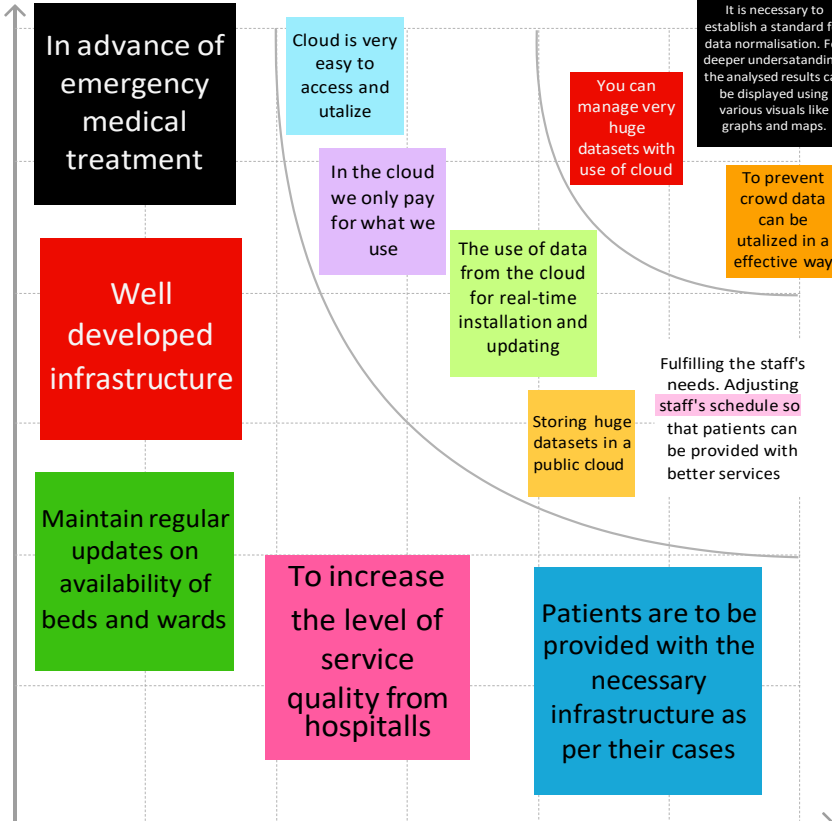 In advance of
emergency
medical
treatment
Cloud is very
easy to
access and
utalize
You can
manage very
huge
datasets with
use of cloud
It is necessary to
establish a standard f
data normalisation. F
deeper undersatandin
the analysed results ca
be displayed using
various visuals like
graphs and maps.
In the cloud
we only pay
for what we
use
To prevent
crowd data
can be
utalized in a
effective way
Well
developed
infrastructure
The use of data
from the cloud
for real-time
installation and
updating
Fulfilling the staff's
needs. Adjusting
staff's schedule so
that patients can
be provided with
better services
Storing huge
datasets in a
public cloud
Maintain regular
updates on
availability of
beds and wards
To increase
the level of
service
quality from
hospitalls
Patients are to be
provided with the
necessary
infrastructure as
per their cases